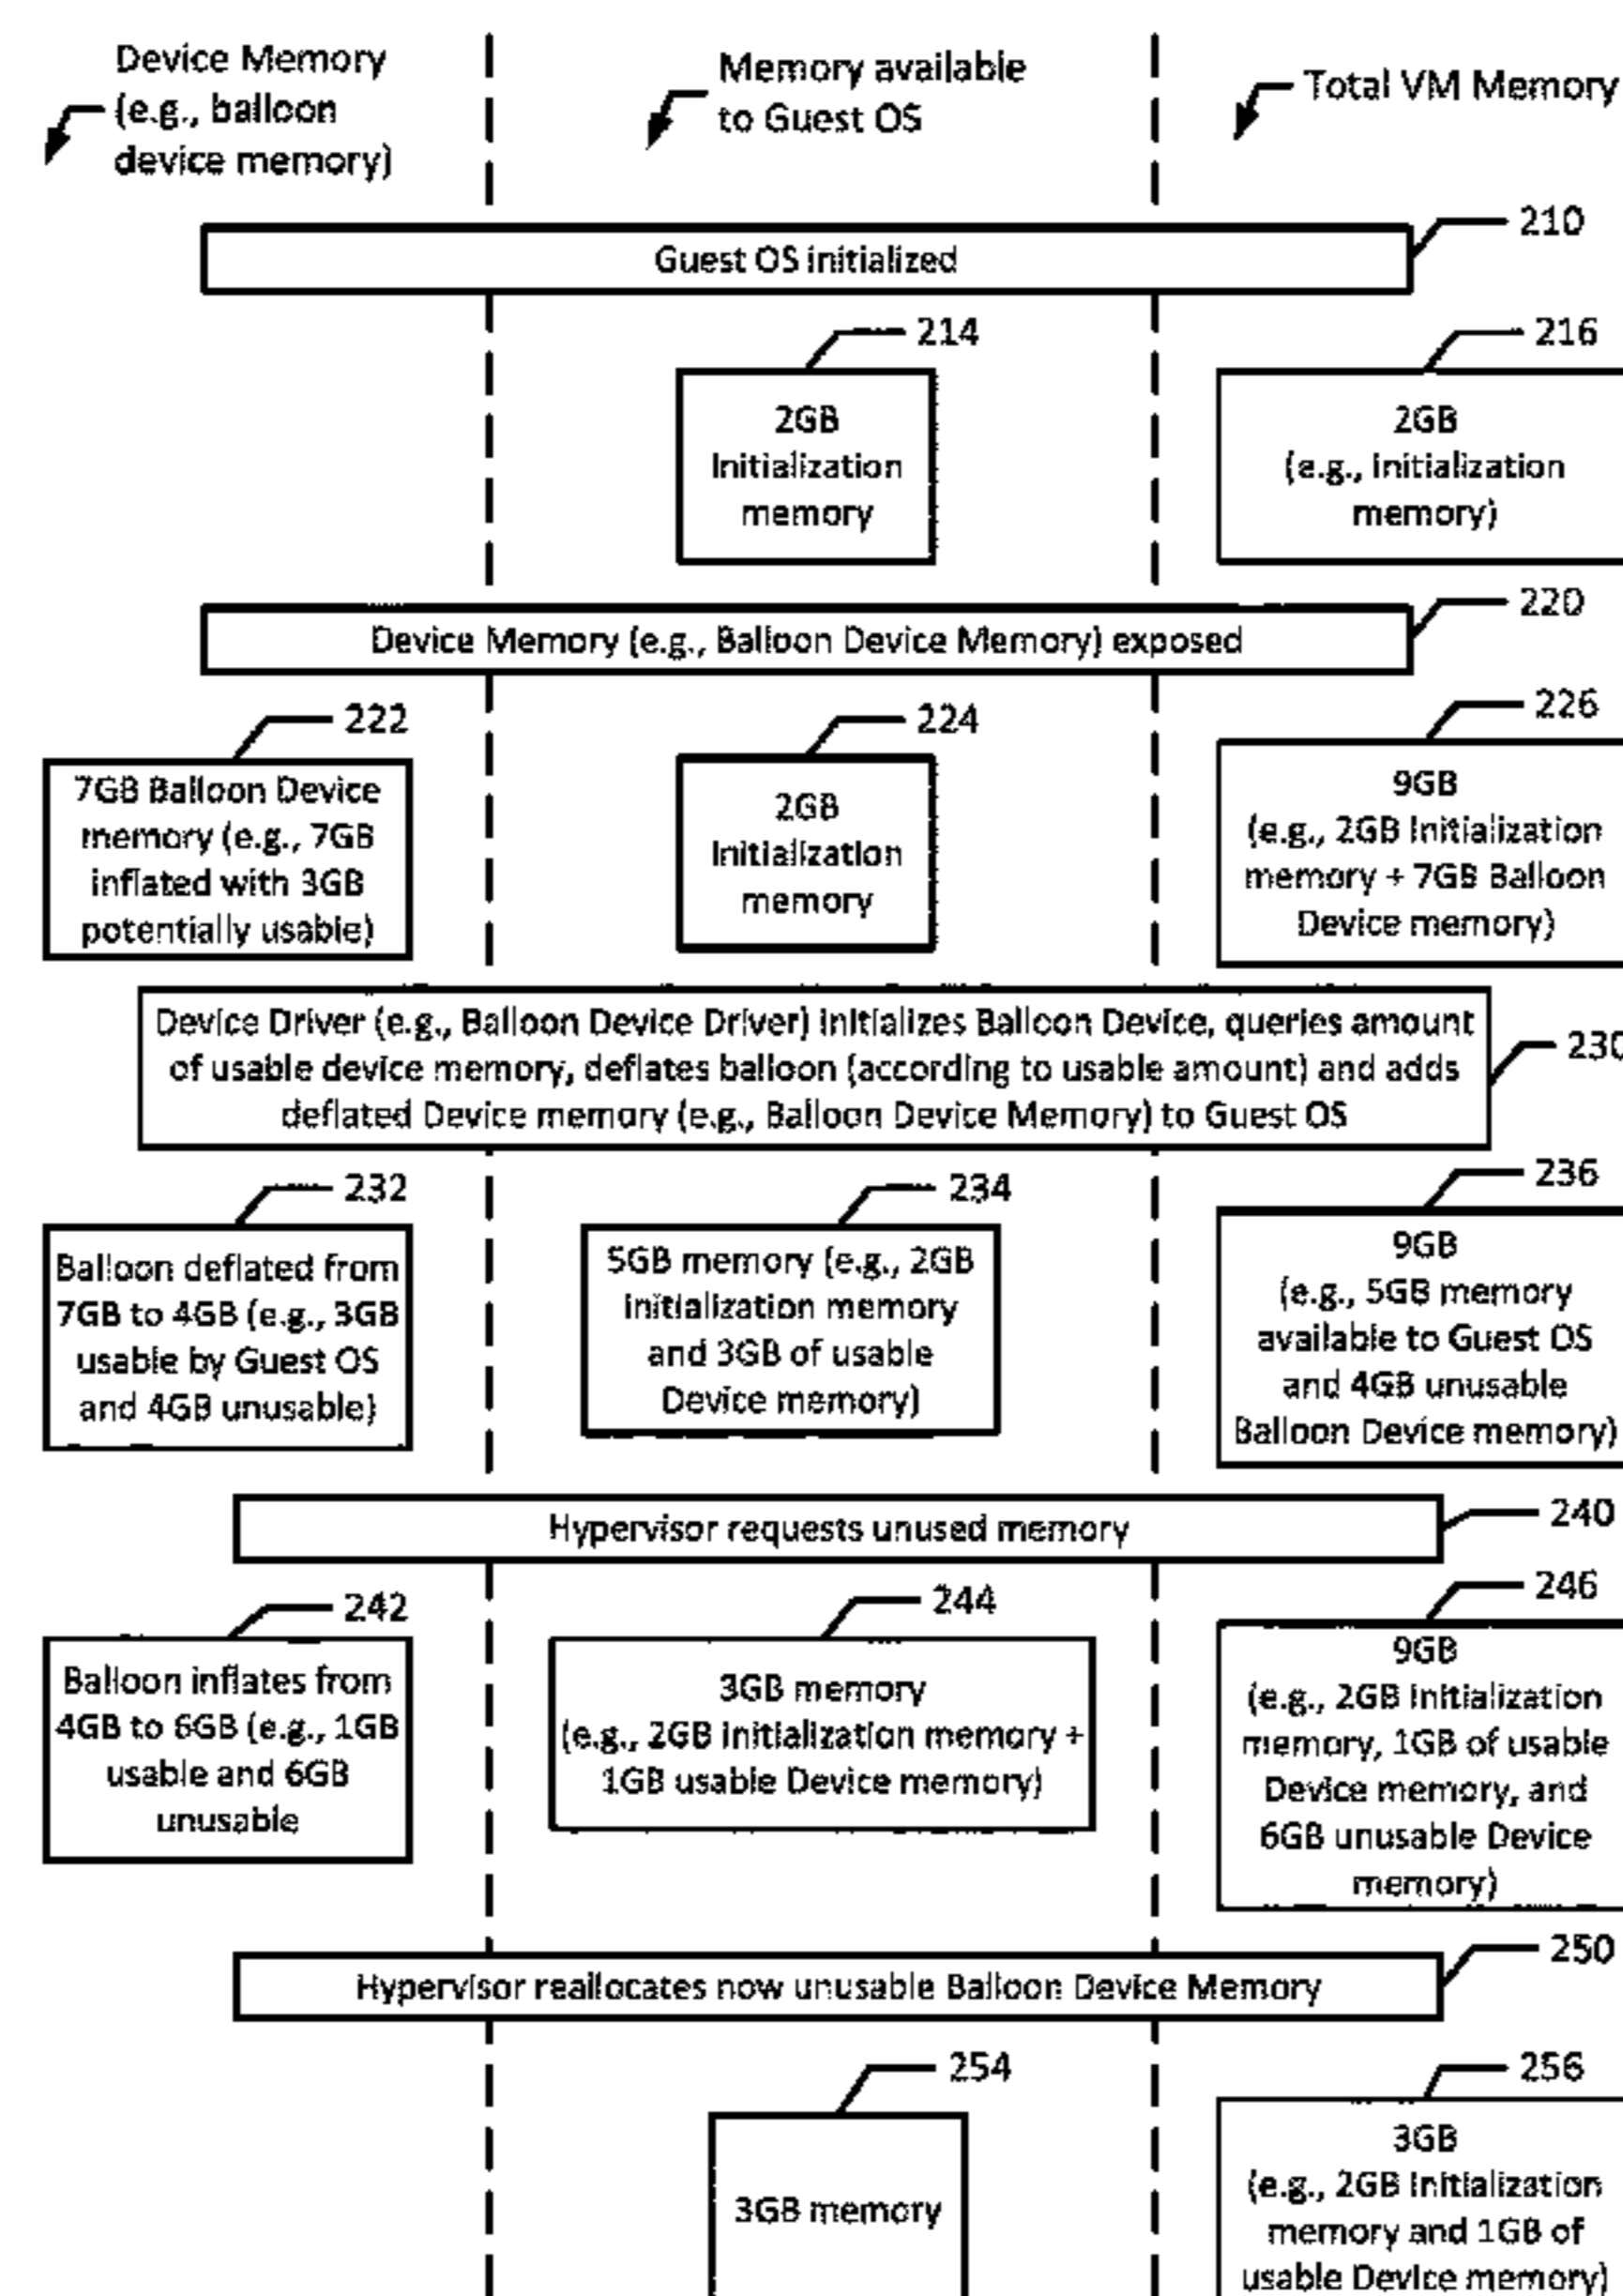 Device Memory
(e.g., balloon
device memory)
Memory available
to Guest OS
Total VM Memory
210
Guest OS initialized
214
216
2GB
Initialization
memory
2GB
(e.g., Initialization
memory)
220
Device Memory (e.g., Balloon Device Memory) exposed
222
224
226
7GB Balloon Device
memory (e.g., 7GB
inflated with 3GB
potentially usable)
2GB
Initialization
memory
9GB
(e.g., 2GB Initialization
memory + 7GB Balloon
Device memory)
Device Driver (e.g., Balloon Device Driver) Initializes Balloon Device, queries amount
of usable device memory, deflates balloon (according to usable amount) and adds
deflated Device memory (e.g., Balloon Device Memory) to Guest OS
230
232
234
236
Balloon deflated from
7GB to 4GB (e.g., 3GB
usable by Guest OS
and 4GB unusable)
5GB memory (e.g., 2GB
initialization memory
and 3GB of usable
Device memory)
9GB
(e.g., 5GB memory
available to Guest OS
and 4GB unusable
Balloon Device memory)
Hypervisor requests unused memory
240
242
244
246
Balloon inflates from
4GB to 6GB (e.g., 1GB
usable and 6GB
unusable
3GB memory
(e.g., 2GB initialization memory +
1GB usable Device memory)
9GB
(e.g., 2GB Initialization
memory, 1GB of usable
Device memory, and
6GB unusable Device
memory)
250
Hypervisor reallocates now unusable Balloon Device Memory
254
256
3GB memory
3GB
(e.g., 2GB Initialization
memory and 1GB of
usable Device memory)